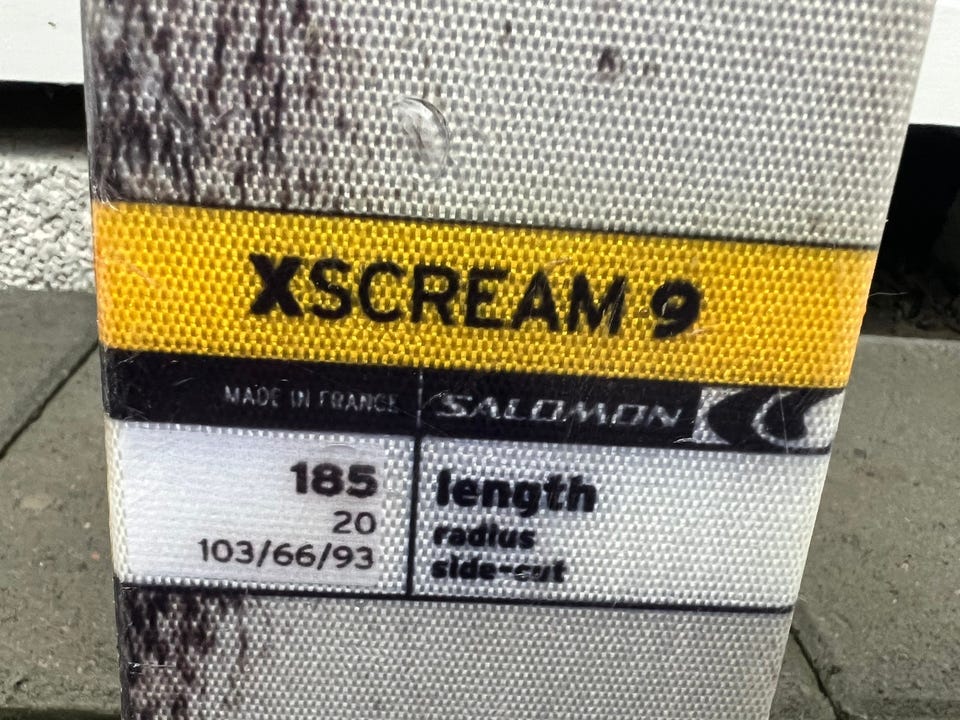 XSCREAM 9
MADE IN FRANCE SALOMON
185 length
20 radius
103/66/93 side-cut